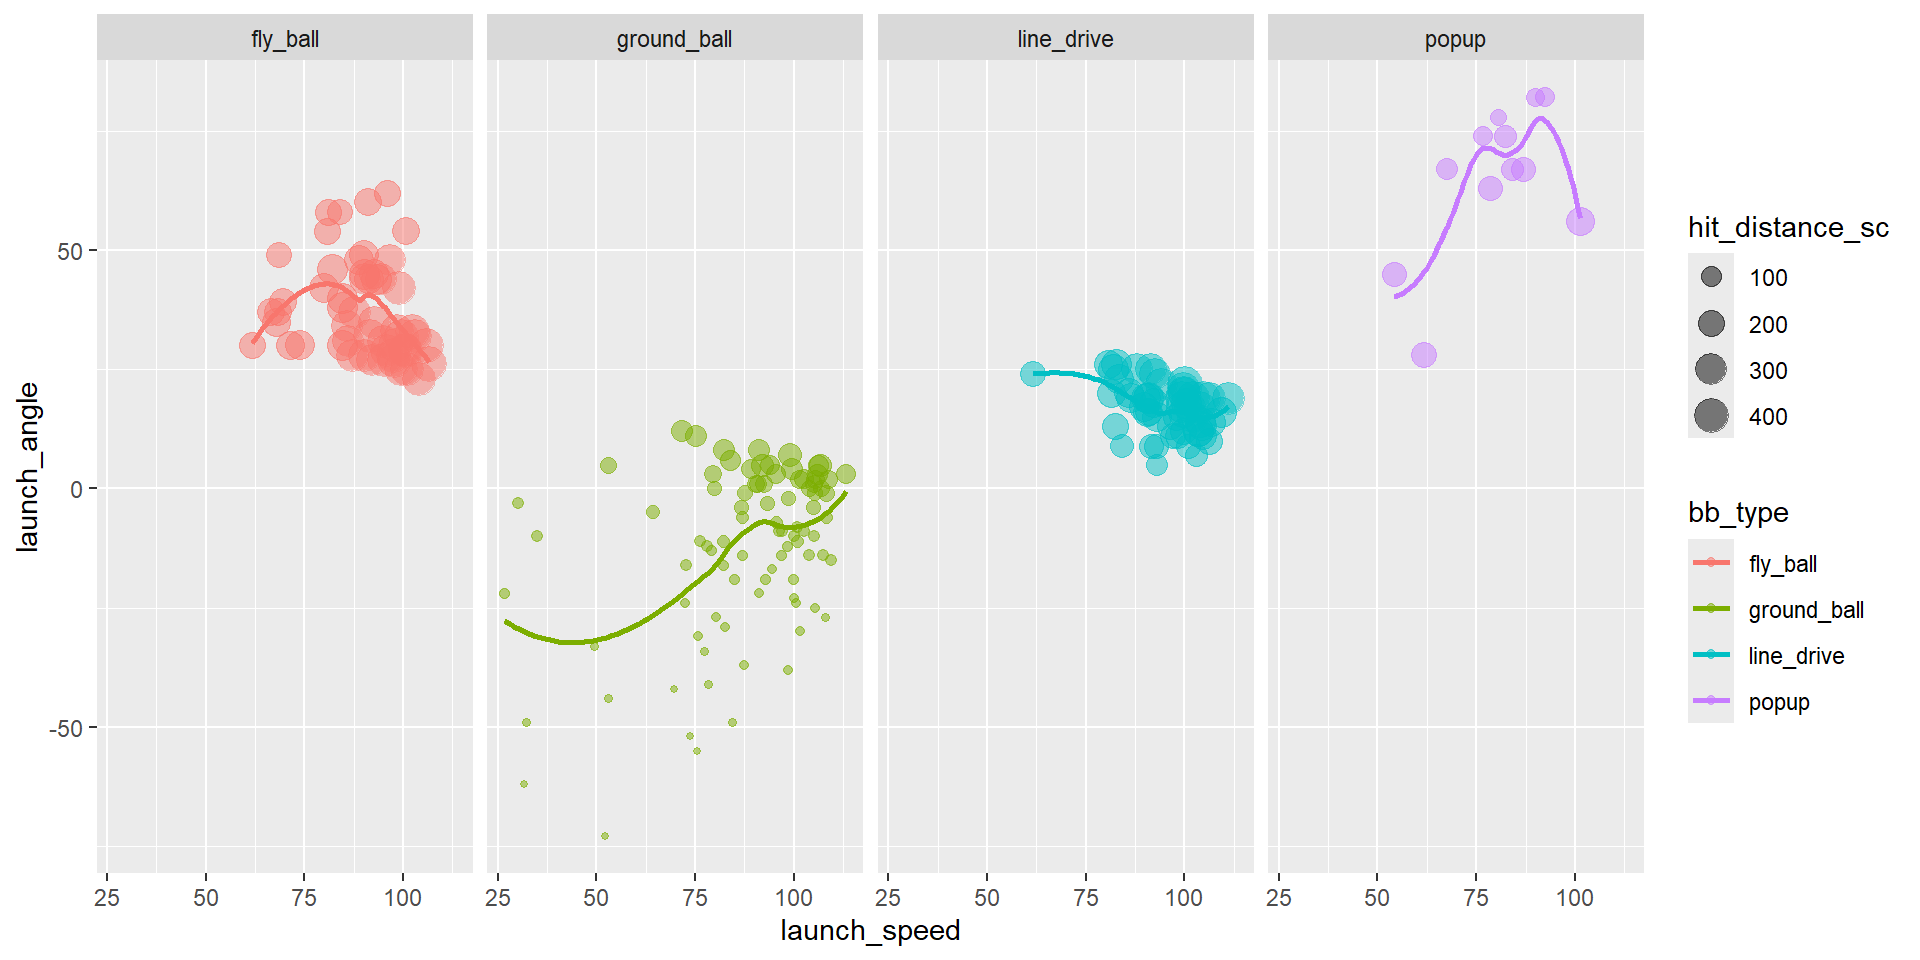 fly_ball
ground_ball
line_drive
popup
launch_angle
50
0
-50
25 50 75 100
25 50 75 100
25 50 75 100
25 50 75 100
launch_speed
hit_distance_sc
100
200
300
400
bb_type
fly_ball
ground_ball
line_drive
popup